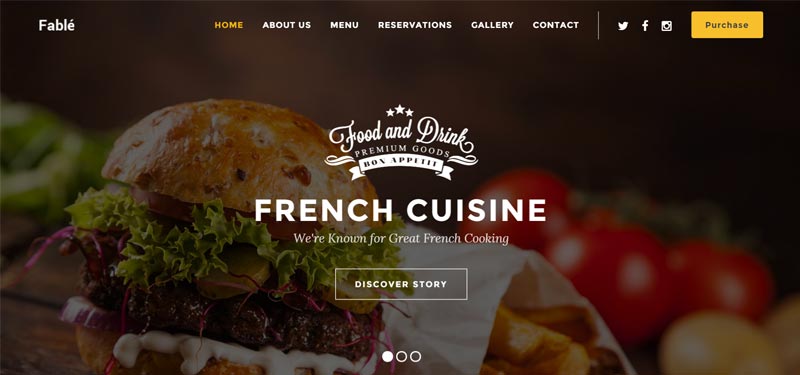 Fablé
HOME ABOUT US MENU RESERVATIONS GALLERY CONTACT Purchase
Food and Drink
PREMIUM GOODS
BON APPETIT
FRENCH CUISINE
We're Known for Great French Cooking
DISCOVER STORY